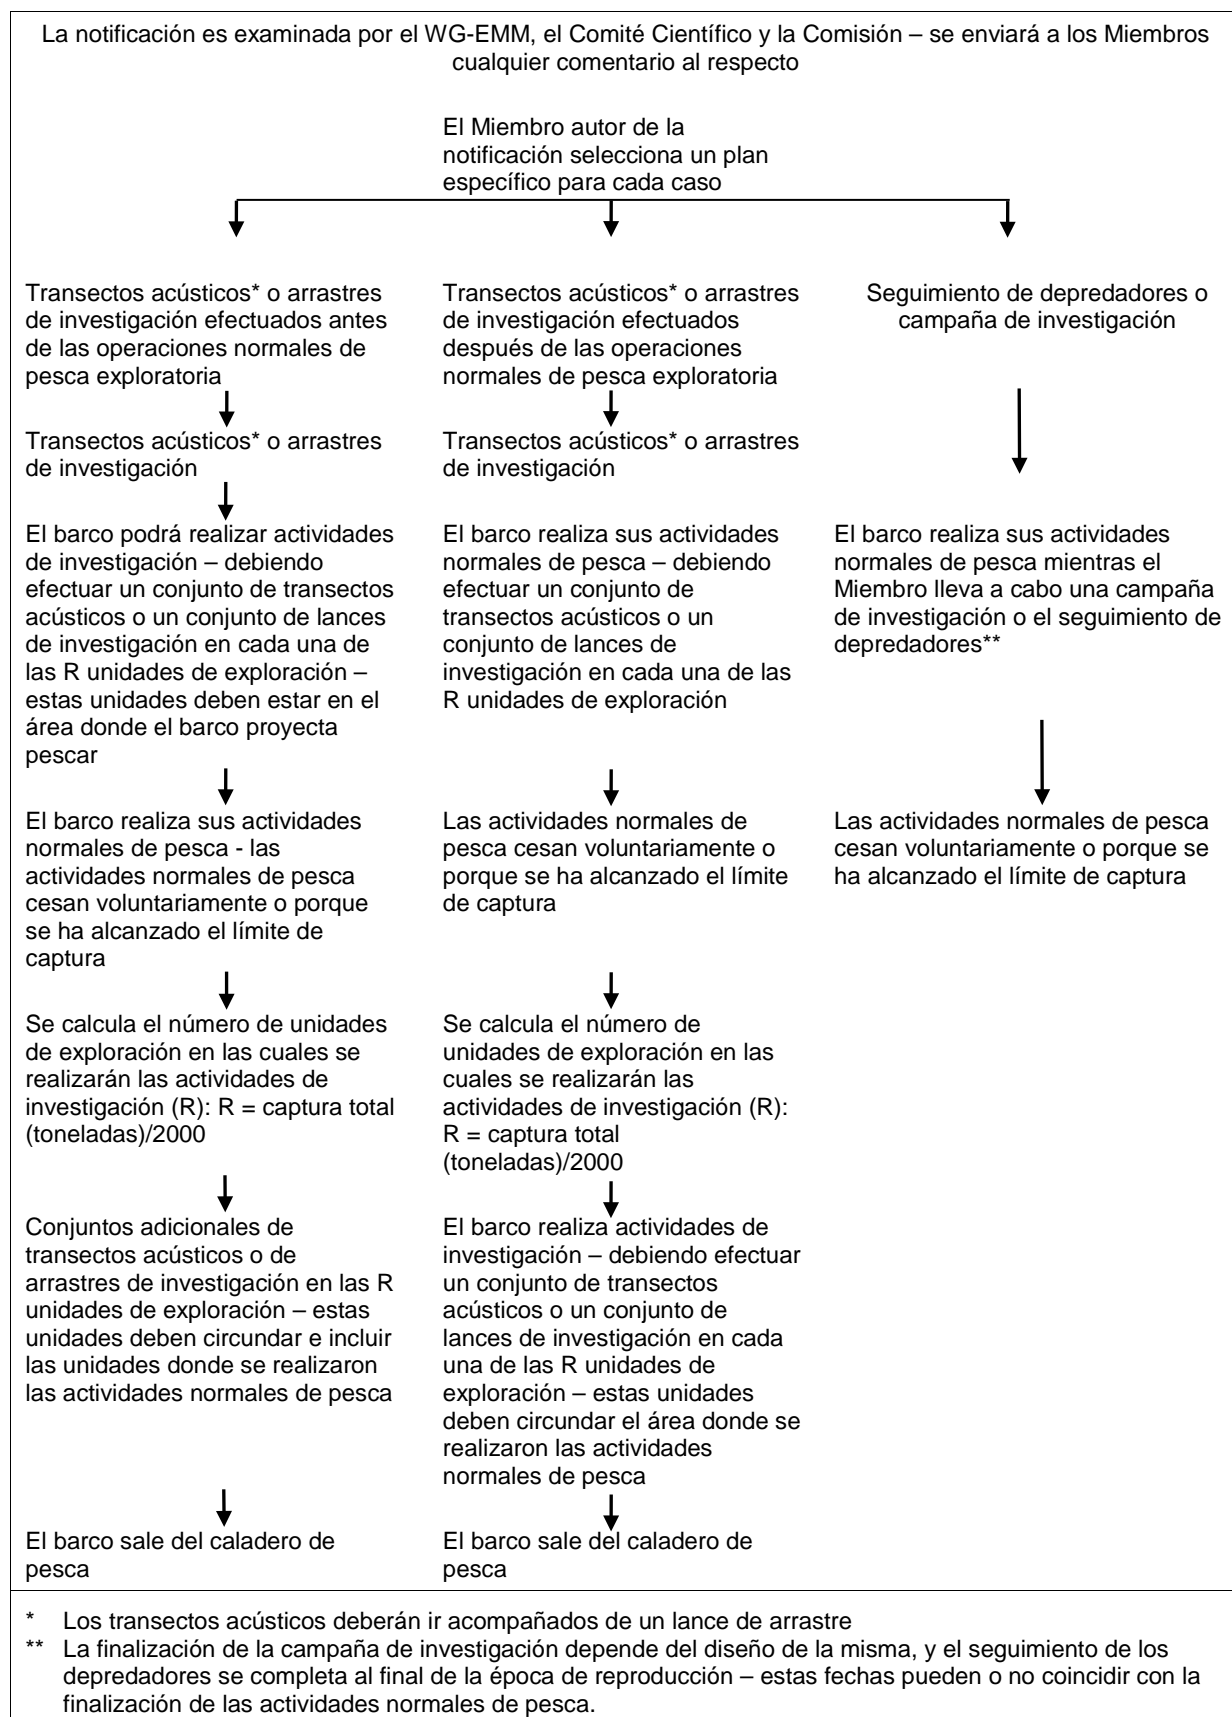 La notificación es examinada por el WG-EMM, el Comité Científico y la Comisión – se enviará a los Miembros
cualquier comentario al respecto
El Miembro autor de la
notificación selecciona un plan
específico para cada caso
Transectos acústicos* o arrastres
de investigación efectuados antes
de las operaciones normales de
pesca exploratoria
Transectos acústicos* o arrastres
de investigación
El barco podrá realizar actividades
de investigación – debiendo
efectuar un conjunto de transectos
acústicos o un conjunto de lances
de investigación en cada una de
las R unidades de exploración –
estas unidades deben estar en el
área donde el barco proyecta
pescar
El barco realiza sus actividades
normales de pesca - las
actividades normales de pesca
cesan voluntariamente o porque
se ha alcanzado el límite de
captura
Se calcula el número de unidades
de exploración en las cuales se
realizarán las actividades de
investigación (R): R = captura total
(toneladas)/2000
Conjuntos adicionales de
transectos acústicos o de
arrastres de investigación en las R
unidades de exploración – estas
unidades deben circundar e incluir
las unidades donde se realizaron
las actividades normales de pesca
El barco sale del caladero de
pesca
Transectos acústicos* o arrastres
de investigación efectuados
después de las operaciones
normales de pesca exploratoria
Transectos acústicos* o arrastres
de investigación
El barco realiza sus actividades
normales de pesca – debiendo
efectuar un conjunto de
transectos acústicos o un
conjunto de lances de
investigación en cada una de las
R unidades de exploración
Las actividades normales de
pesca cesan voluntariamente o
porque se ha alcanzado el límite
de captura
Se calcula el número de
unidades de exploración en las
cuales se realizarán las
actividades de investigación (R):
R = captura total
(toneladas)/2000
El barco realiza actividades de
investigación – debiendo efectuar
un conjunto de transectos
acústicos o un conjunto de
lances de investigación en cada
una de las R unidades de
exploración – estas unidades
deben circundar el área donde se
realizaron las actividades
normales de pesca
El barco sale del caladero de
pesca
Seguimiento de depredadores o
campaña de investigación
El barco realiza sus actividades
normales de pesca mientras el
Miembro lleva a cabo una campaña
de investigación o el seguimiento de
depredadores**
Las actividades normales de pesca
cesan voluntariamente o porque se
ha alcanzado el límite de captura
* Los transectos acústicos deberán ir acompañados de un lance de arrastre
** La finalización de la campaña de investigación depende del diseño de la misma, y el seguimiento de los
depredadores se completa al final de la época de reproducción – estas fechas pueden o no coincidir con la
finalización de las actividades normales de pesca.